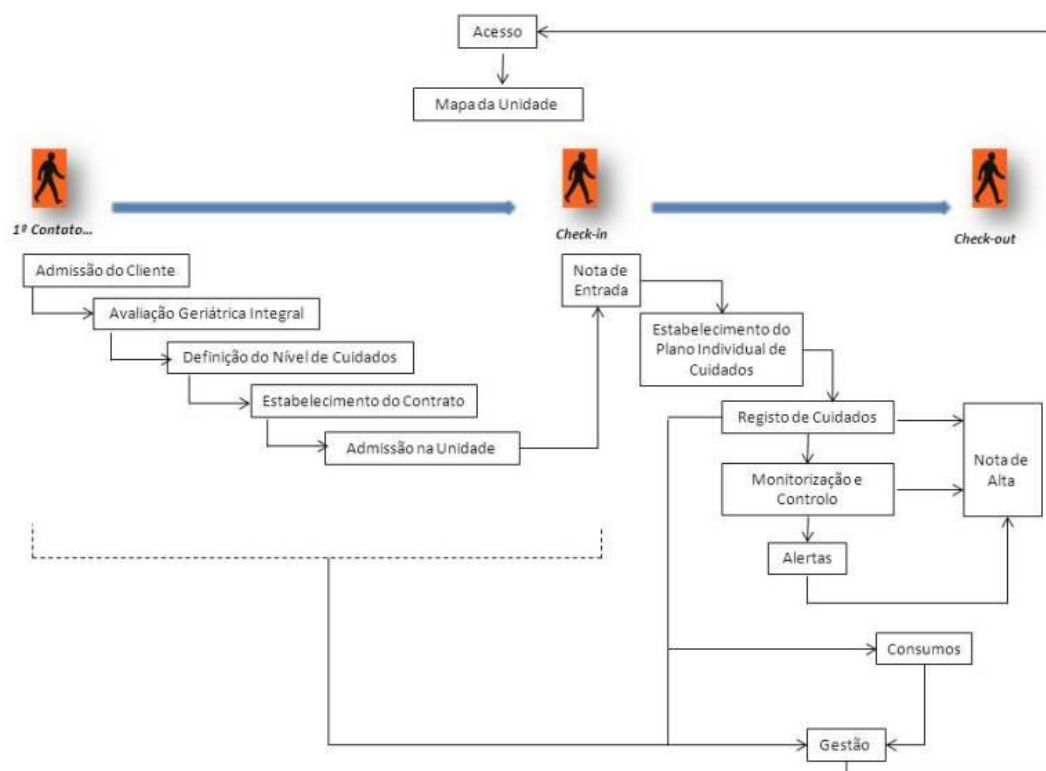 Acesso
Mapa da Unidade
1º Contato...
Check-in
Check-out
Admissão do Cliente
Avaliação Geriátrica Integral
Definição do Nível de Cuidados
Estabelecimento do Contrato
Admissão na Unidade
Nota de
Entrada
Estabelecimento do
Plano Individual de
Cuidados
Registo de Cuidados
Monitorização e
Controlo
Alertas
Nota de
Alta
Consumos
Gestão